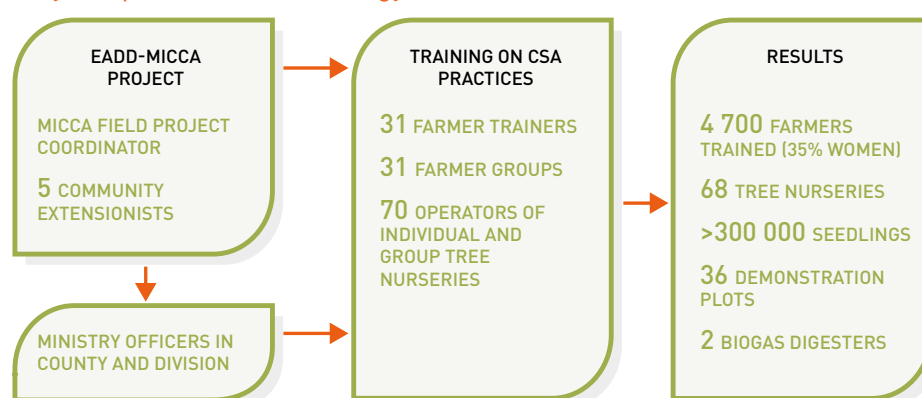 EADD-MICCA
PROJECT
MICCA FIELD PROJECT
COORDINATOR
5 COMMUNITY
EXTENSIONISTS
MINISTRY OFFICERS IN
COUNTY AND DIVISION
TRAINING ON CSA
PRACTICES
31 FARMER TRAINERS
31 FARMER GROUPS
70 OPERATORS OF
INDIVIDUAL AND
GROUP TREE
NURSERIES
RESULTS
4 700 FARMERS
TRAINED (35% WOMEN)
68 TREE NURSERIES
>300 000 SEEDLINGS
36 DEMONSTRATION
PLOTS
2 BIOGAS DIGESTERS